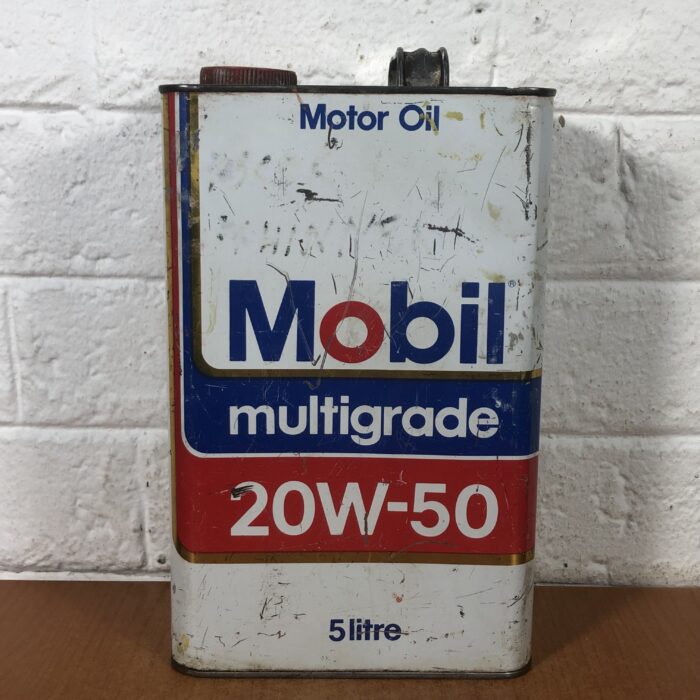 Motor Oil
Mobil®
multigrade
20W-50
5 litre